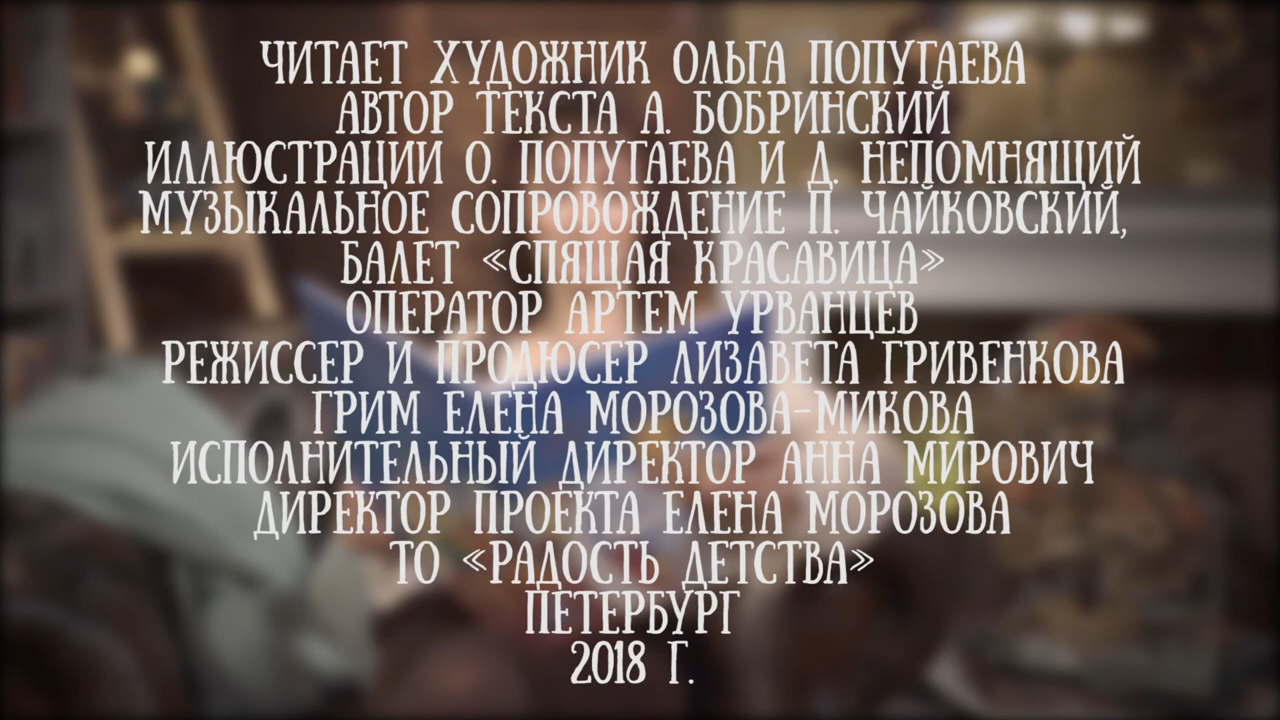 ЧИТАЕТ ХУДОЖНИК ОЛЬГА ПОПУГАЕВА
АВТОР ТЕКСТА А. БОБРИНСКИЙ
ИЛЛЮСТРАЦИИ О. ПОПУГАЕВА И Д. НЕПОМНЯЩИЙ
МУЗЫКАЛЬНОЕ СОПРОВОЖДЕНИЕ П. ЧАЙКОВСКИЙ,
БАЛЕТ «СПЯЩАЯ КРАСАВИЦА»
ОПЕРАТОР АРТЕМ УРВАНЦЕВ
РЕЖИССЕР И ПРОДЮСЕР ЛИЗАВЕТА ГРИВЕНКОВА
ГРИМ ЕЛЕНА МОРОЗОВА-МИКОВА
ИСПОЛНИТЕЛЬНЫЙ ДИРЕКТОР АННА МИРОВИЧ
ДИРЕКТОР ПРОЕКТА ЕЛЕНА МОРОЗОВА
ТО «РАДОСТЬ ДЕТСТВА»
ПЕТЕРБУРГ
2018 Г.